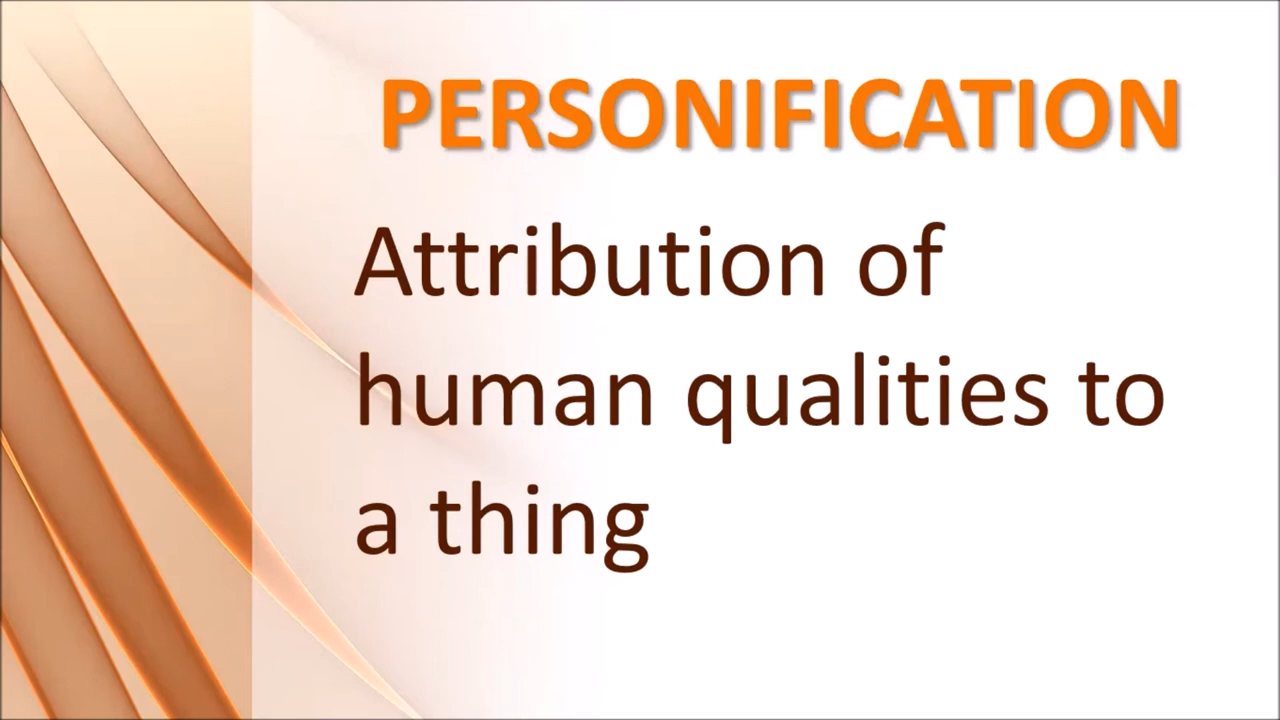 PERSONIFICATION
Attribution of
human qualities to
a thing